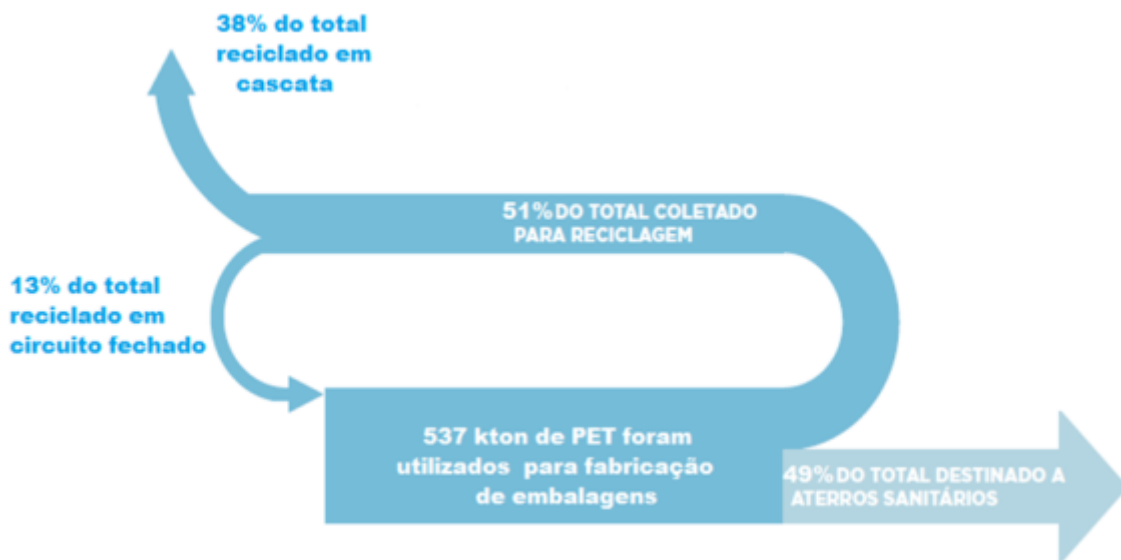 38% do total
reciclado em
cascata
51% DO TOTAL COLETADO
PARA RECICLAGEM
13% do total
reciclado em
circuito fechado
537 kton de PET foram
utilizados para fabricação
de embalagens
49% DO TOTAL DESTINADO A
ATERROS SANITÁRIOS